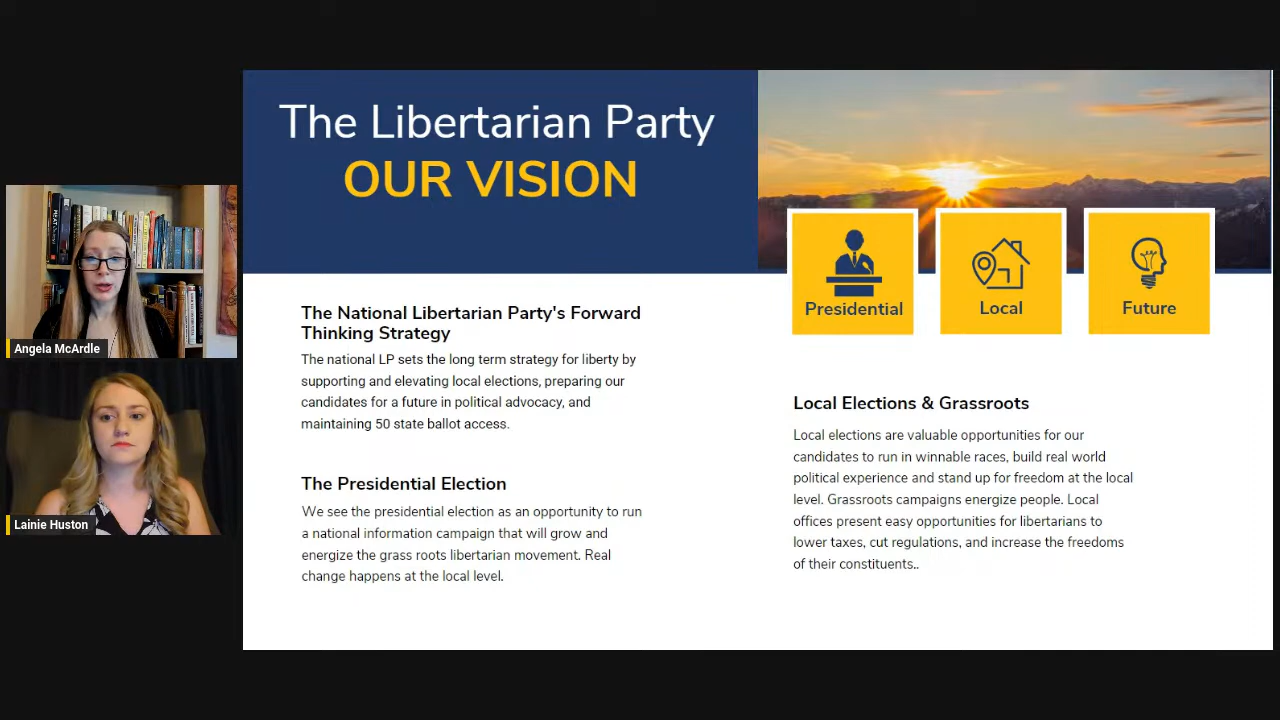 The Libertarian Party
OUR VISION
Presidential
Local
Future
Angela McArdle
Lainie Huston
The National Libertarian Party's Forward
Thinking Strategy
The national LP sets the long term strategy for liberty by
supporting and elevating local elections, preparing our
candidates for a future in political advocacy, and
maintaining 50 state ballot access.
The Presidential Election
We see the presidential election as an opportunity to run
a national information campaign that will grow and
energize the grass roots libertarian movement. Real
change happens at the local level.
Local Elections & Grassroots
Local elections are valuable opportunities for our
candidates to run in winnable races, build real world
political experience and stand up for freedom at the local
level. Grassroots campaigns energize people. Local
offices present easy opportunities for libertarians to
lower taxes, cut regulations, and increase the freedoms
of their constituents..